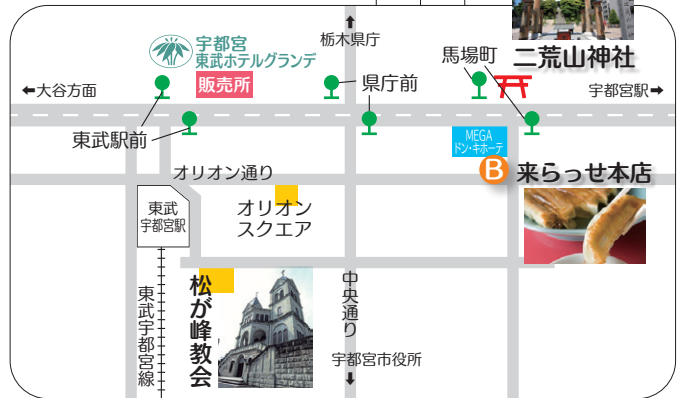 栃木県庁
宇都宮
東武ホテルグランデ
販売所
馬場町
二荒山神社
県庁前
←大谷方面
宇都宮駅→
東武駅前
MEGA
ドン・キホーテ
オリオン通り
B 来らっせ本店
東武
宇都宮駅
オリオン
スクエア
松が峰教会
中央通り
東武宇都宮線
宇都宮市役所